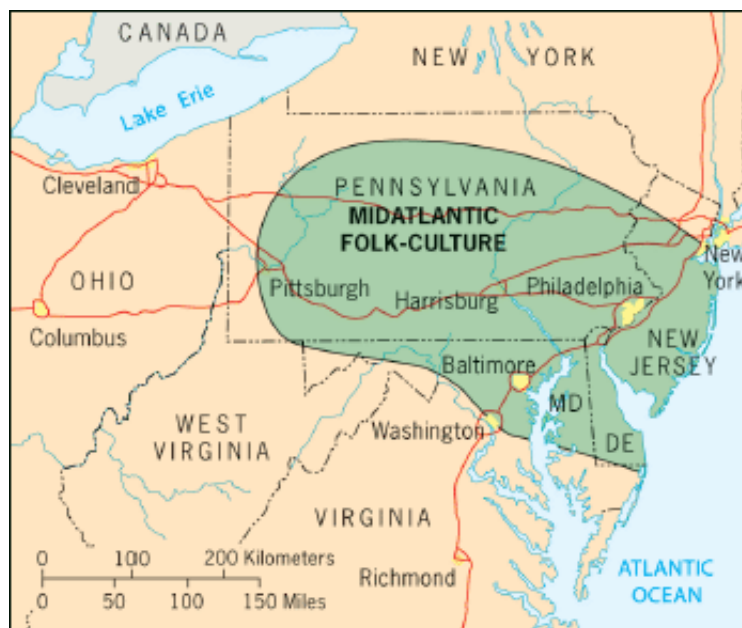 CANADA
NEW YORK
Lake Erie
Cleveland
PENNSYLVANIA
MIDATLANTIC
FOLK-CULTURE
New
York
OHIO
Pittsburgh
Harrisburg
Philadelphia
Columbus
NEW
JERSEY
Baltimore
MD
WEST
VIRGINIA
Washington
DE
VIRGINIA
0 100 200 Kilometers
0 50 100 150 Miles
Richmond
ATLANTIC
OCEAN